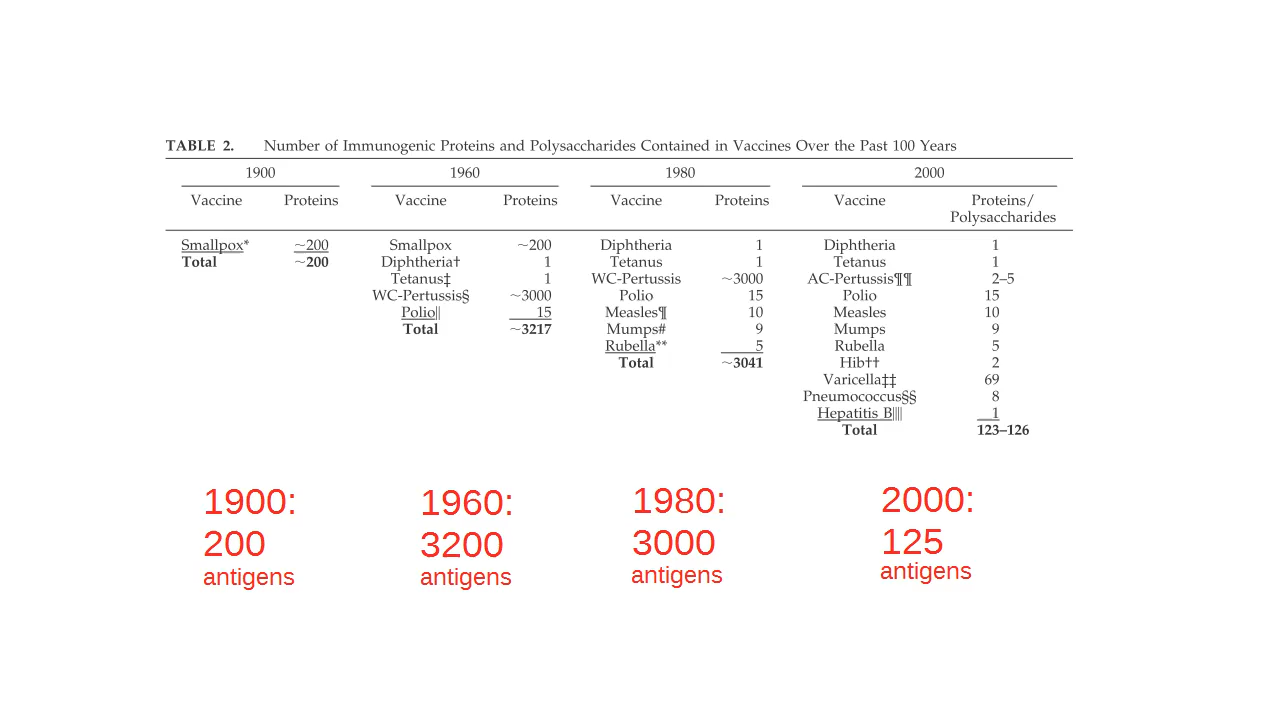 TABLE 2. Number of Immunogenic Proteins and Polysaccharides Contained in Vaccines Over the Past 100 Years
1900 1960 1980 2000
Vaccine Proteins Vaccine Proteins Vaccine Proteins Vaccine Proteins/
Polysaccharides
Smallpox* ~200 Smallpox ~200 Diphtheria 1 Diphtheria 1
Total ~200 Diphtheria† 1 Tetanus 1 Tetanus 1
Tetanus‡ 1 WC-Pertussis ~3000 AC-Pertussis¶¶ 2–5
WC-Pertussis§ ~3000 Polio 15 Polio 15
Polio‖ 15 Measles¶ 10 Measles 10
Total ~3217 Mumps# 9 Mumps 9
Rubella** 5 Rubella 5
Total ~3041 Hib†† 2
Varicella‡‡ 69
Pneumococcus§§ 8
Hepatitis B‖‖ 1
Total 123–126
1900: 1960: 1980: 2000:
200 3200 3000 125
antigens antigens antigens antigens